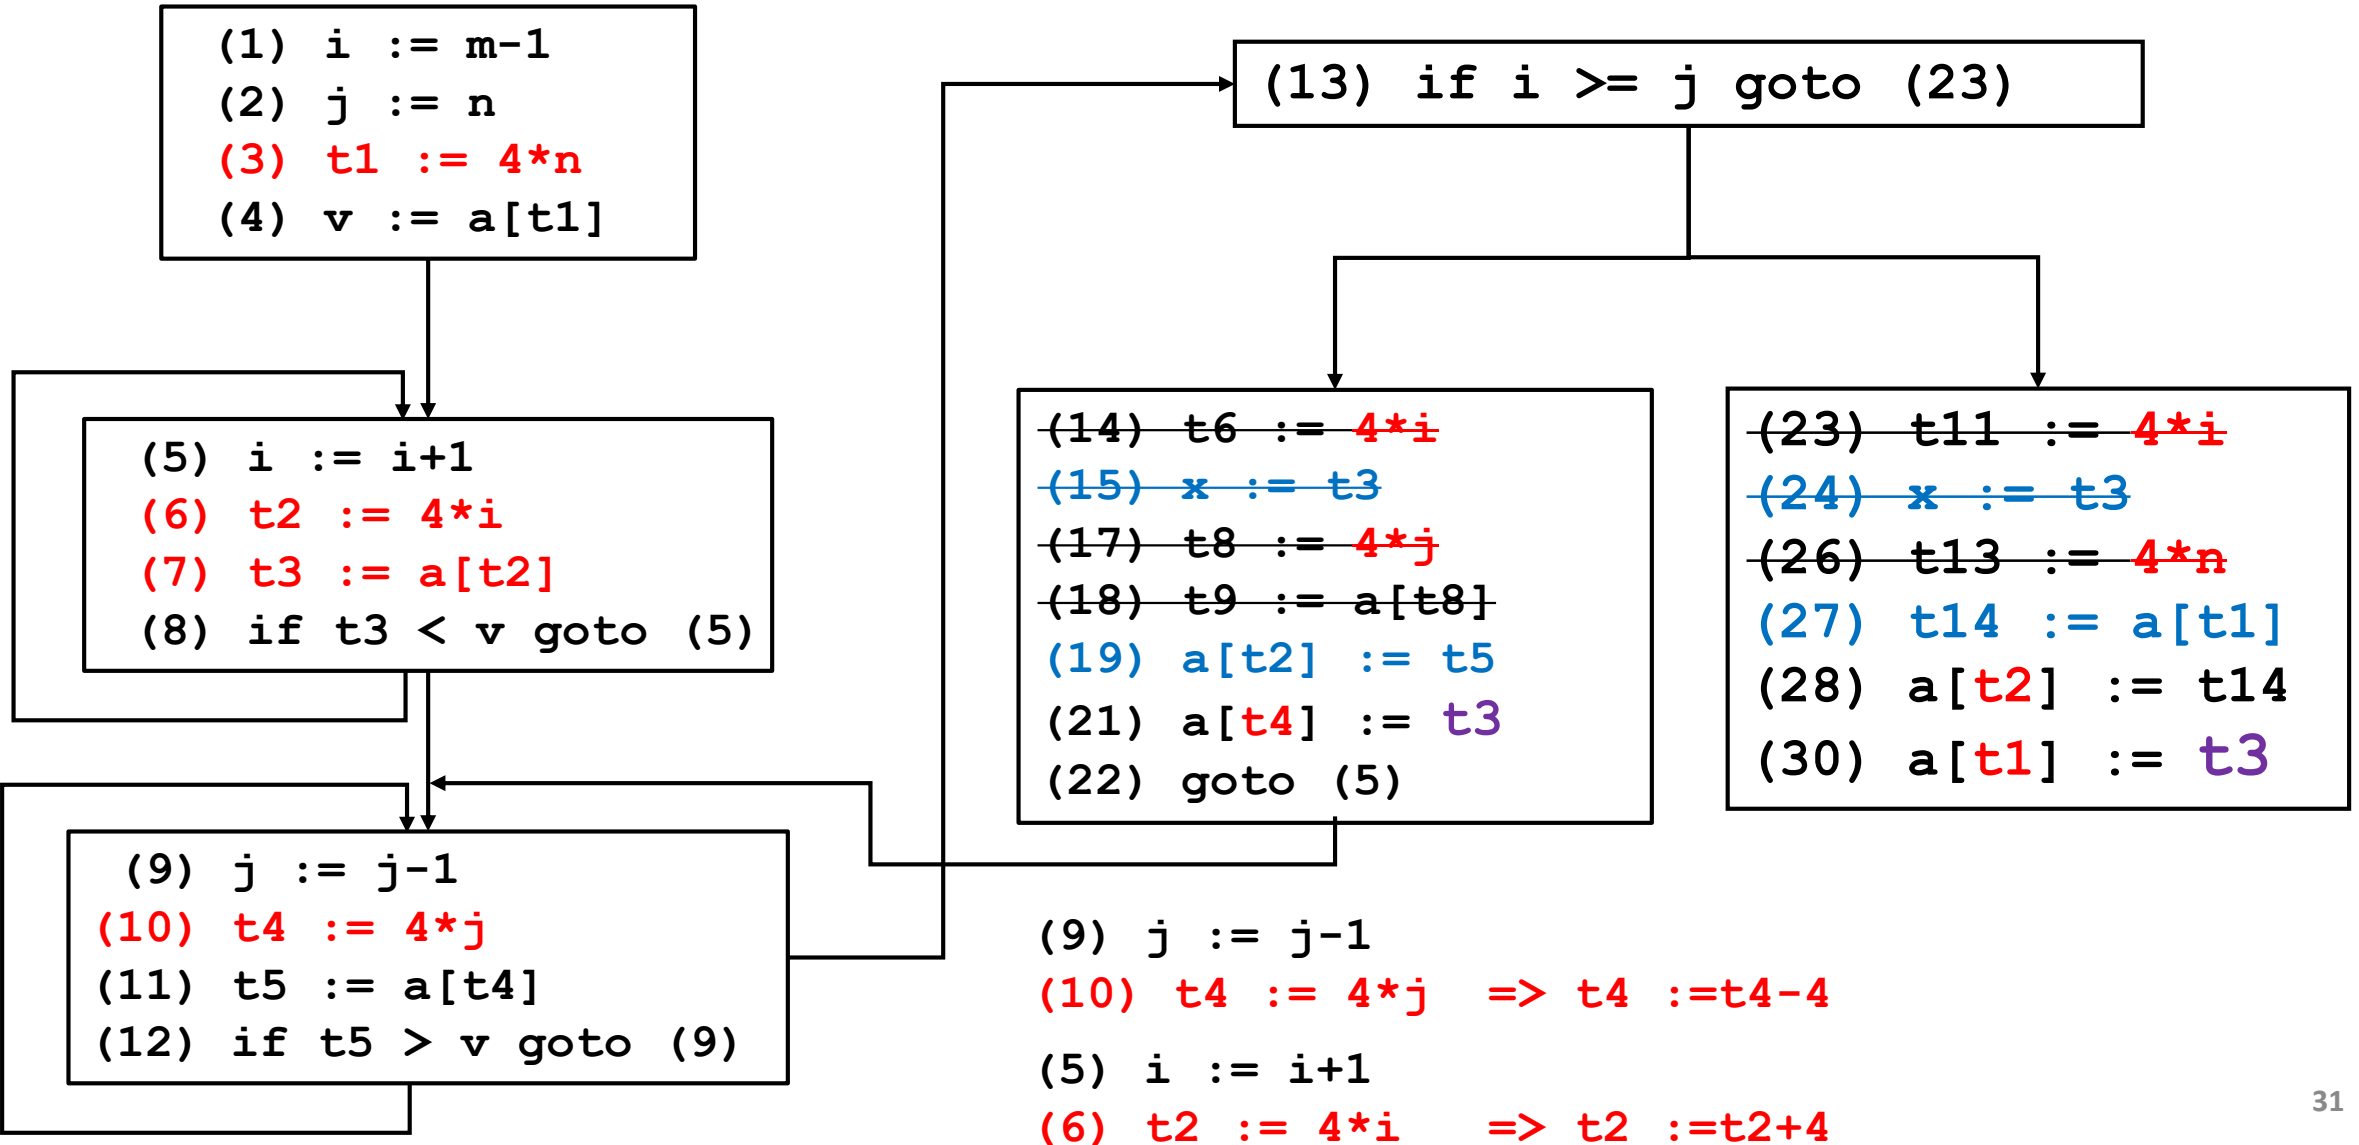 (1) i := m-1
(2) j := n
(3) t1 := 4*n
(4) v := a[t1]
(5) i := i+1
(6) t2 := 4*i
(7) t3 := a[t2]
(8) if t3 < v goto (5)
(9) j := j-1
(10) t4 := 4*j
(11) t5 := a[t4]
(12) if t5 > v goto (9)
(13) if i >= j goto (23)
(14) t6 := 4*i
(15) x := t3
(17) t8 := 4*j
(18) t9 := a[t8]
(19) a[t2] := t5
(21) a[t4] := t3
(22) goto (5)
(23) t11 := 4*i
(24) x := t3
(26) t13 := 4*n
(27) t14 := a[t1]
(28) a[t2] := t14
(30) a[t1] := t3
(9) j := j-1
(10) t4 := 4*j => t4 :=t4-4
(5) i := i+1
(6) t2 := 4*i => t2 :=t2+4
31